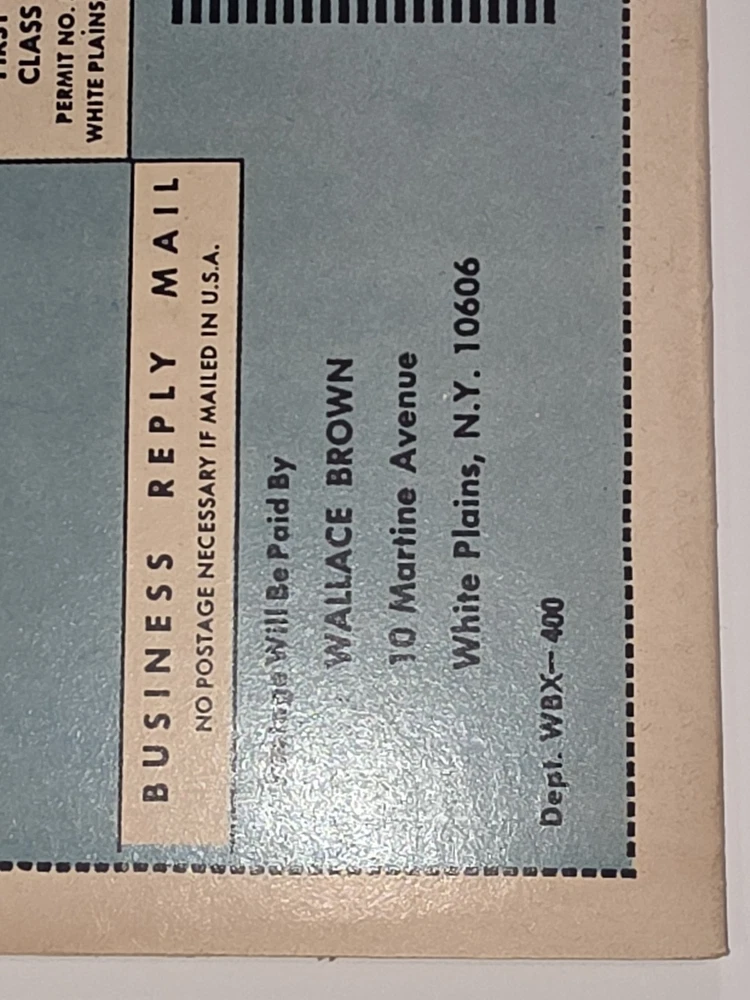 CLASS
PERMIT NO.
WHITE PLAINS
BUSINESS REPLY MAIL
NO POSTAGE NECESSARY IF MAILED IN U.S.A.
Postage Will Be Paid By
WALLACE BROWN
10 Martine Avenue
White Plains, N.Y. 10606
Dept. WBX—400